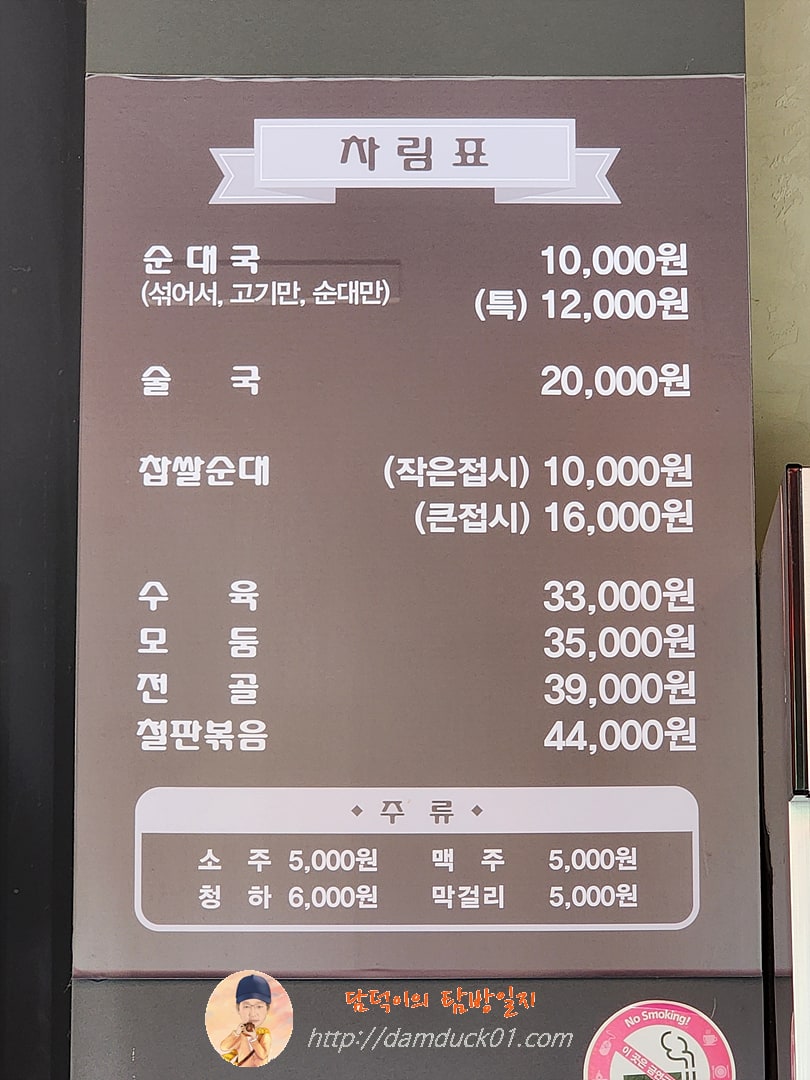 차림표
순대국 10,000원
(섞어서, 고기만, 순대만) (특) 12,000원
술국 20,000원
찹쌀순대 (작은접시) 10,000원
(큰접시) 16,000원
수육 33,000원
모둠 35,000원
전골 39,000원
철판볶음 44,000원
◆ 주류 ◆
소주 5,000원 맥주 5,000원
청하 6,000원 막걸리 5,000원
담덕이의 탐방일지
http://damduck01.com
No Smoking!
이 곳은 금연